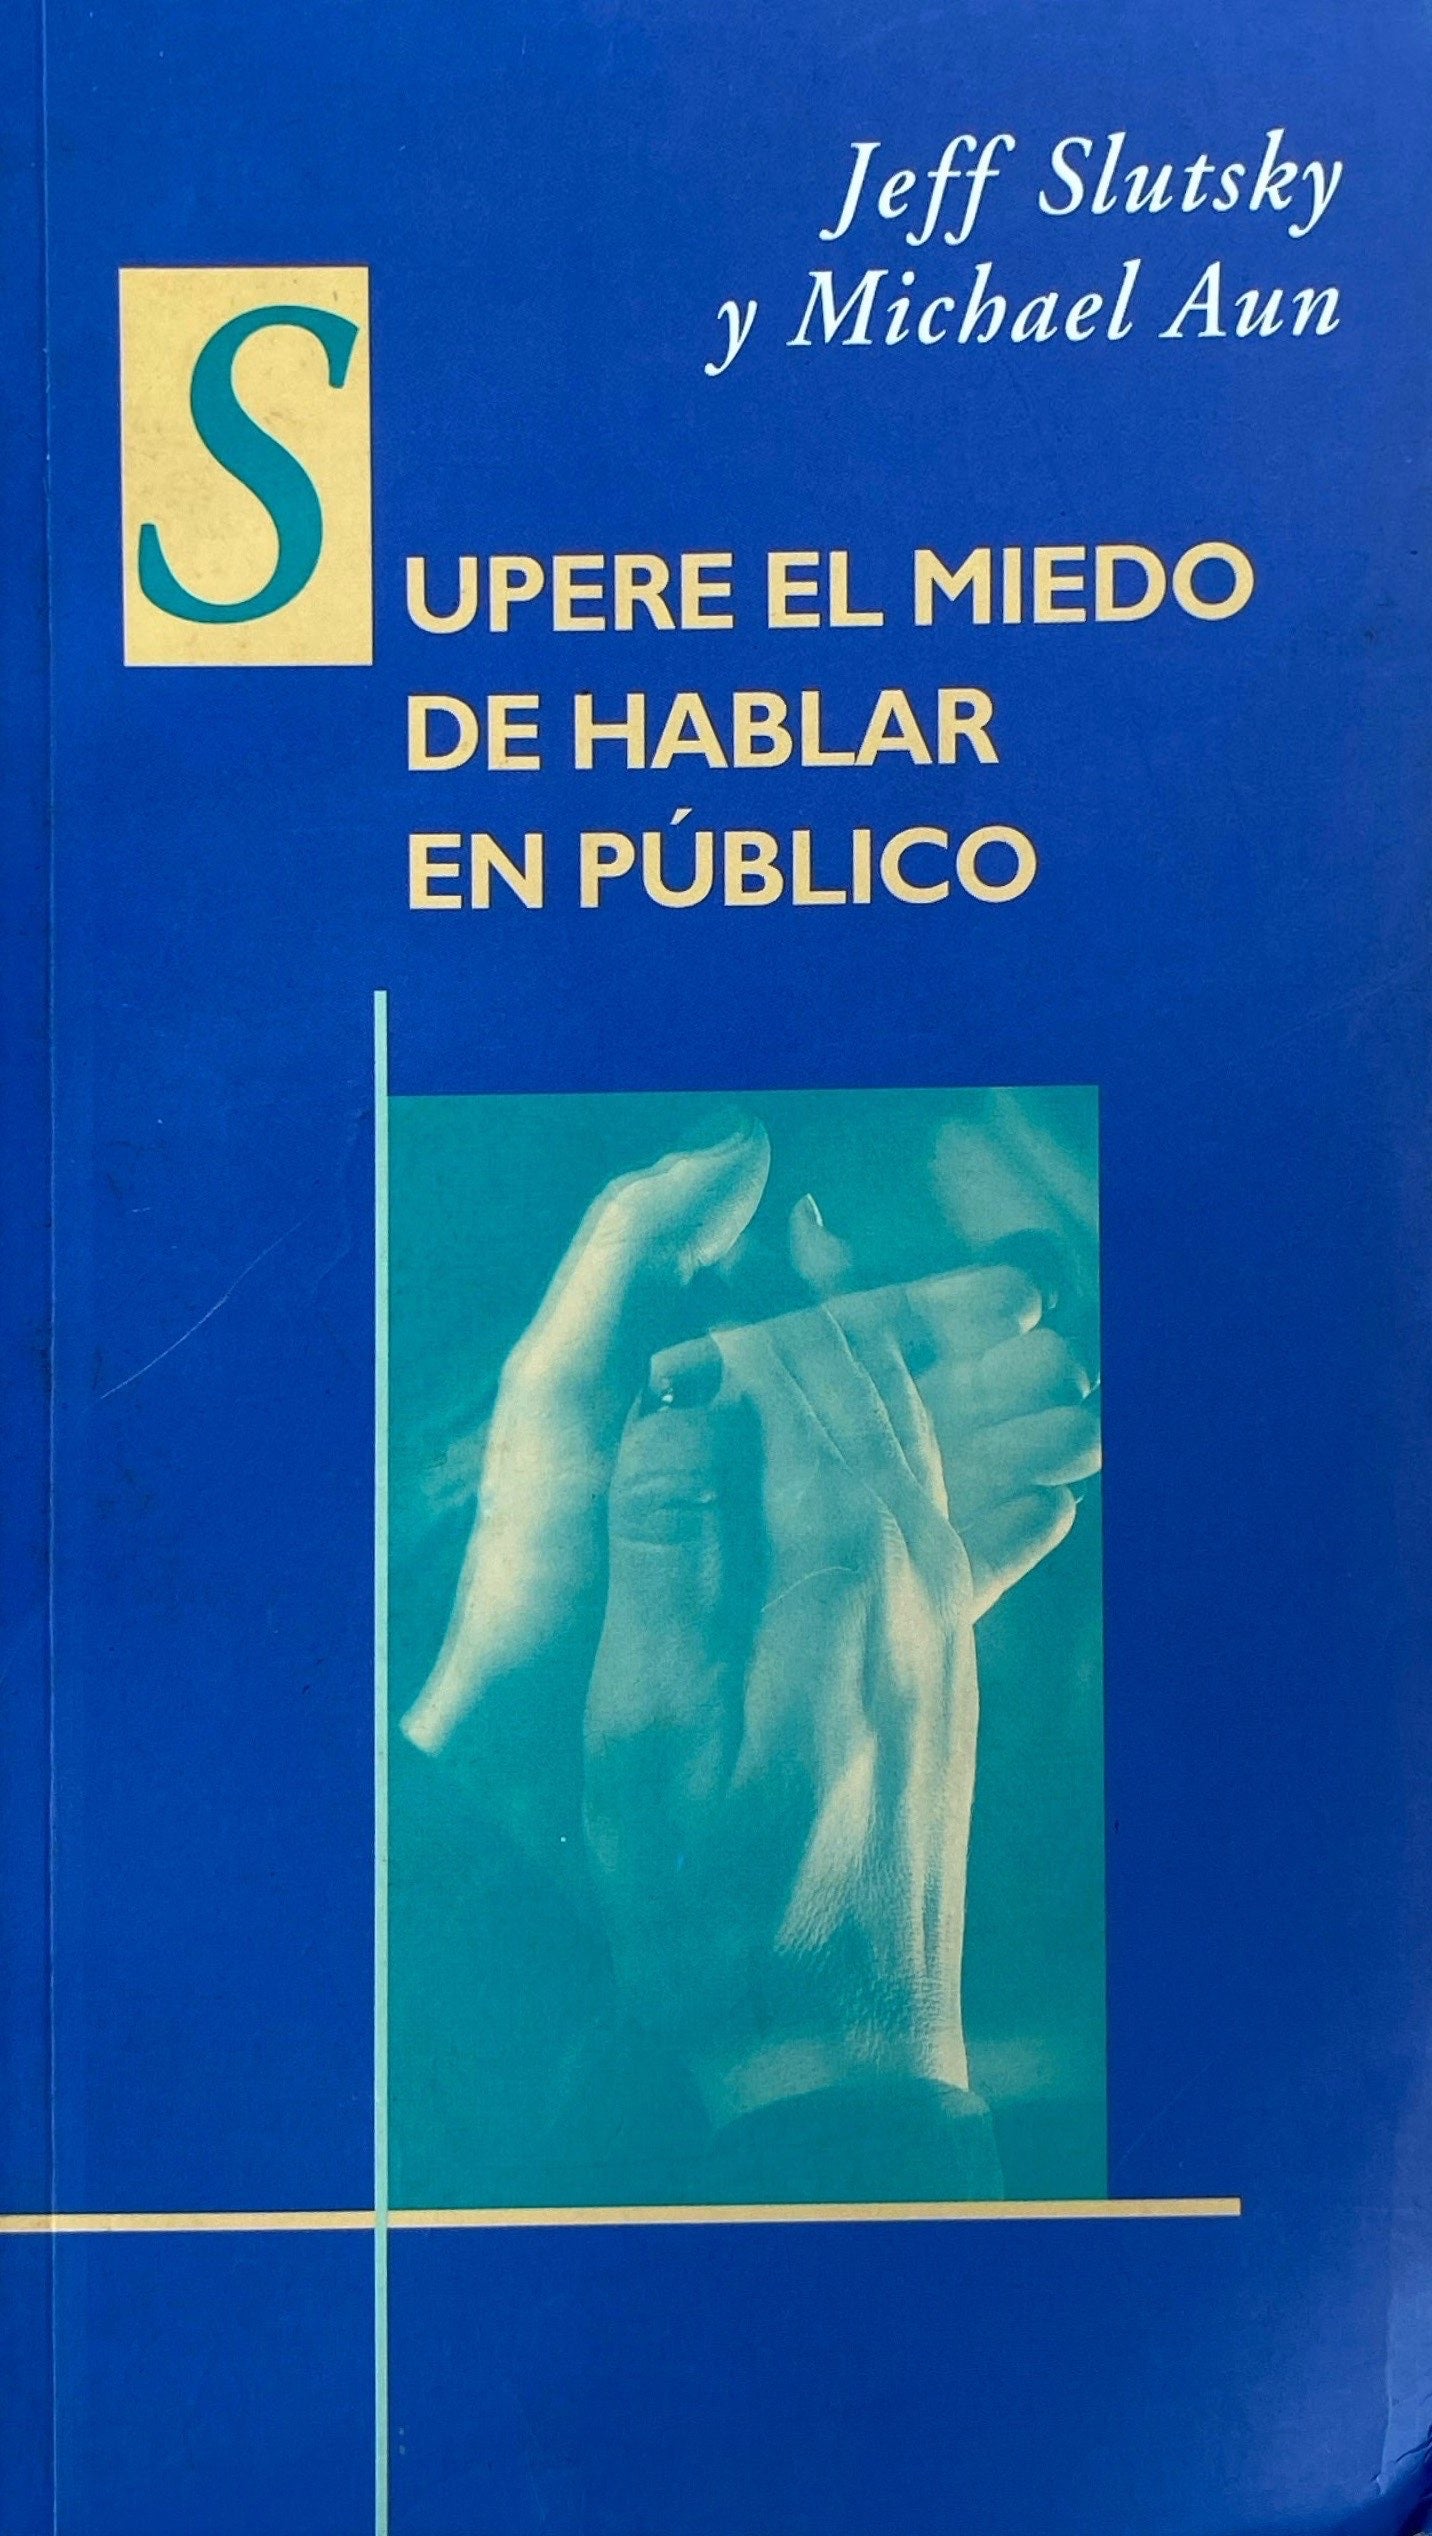 Jeff Slutsky
y Michael Aun
SUPERE EL MIEDO
DE HABLAR
EN PÚBLICO